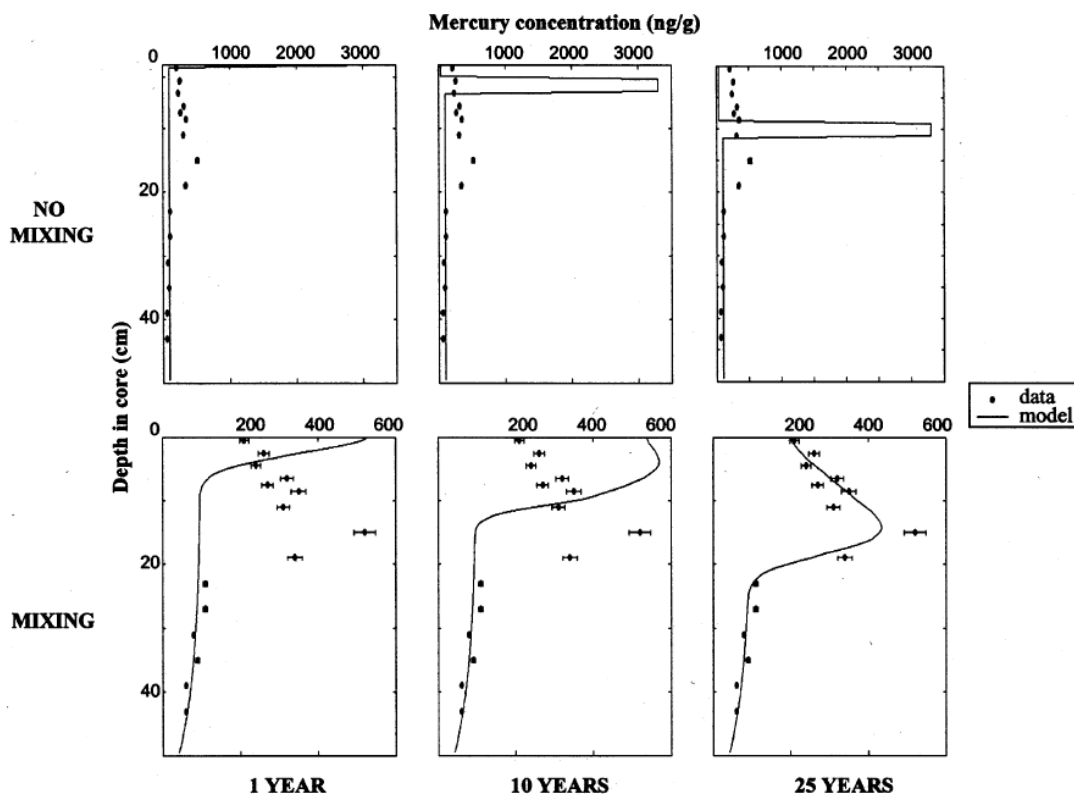 Mercury concentration (ng/g)
0 1000 2000 3000 1000 2000 3000 1000 2000 3000
0
20
40
NO
MIXING
Depth in core (cm)
data
model
200 400 600 200 400 600 200 400 600
0
20
40
MIXING
1 YEAR 10 YEARS 25 YEARS